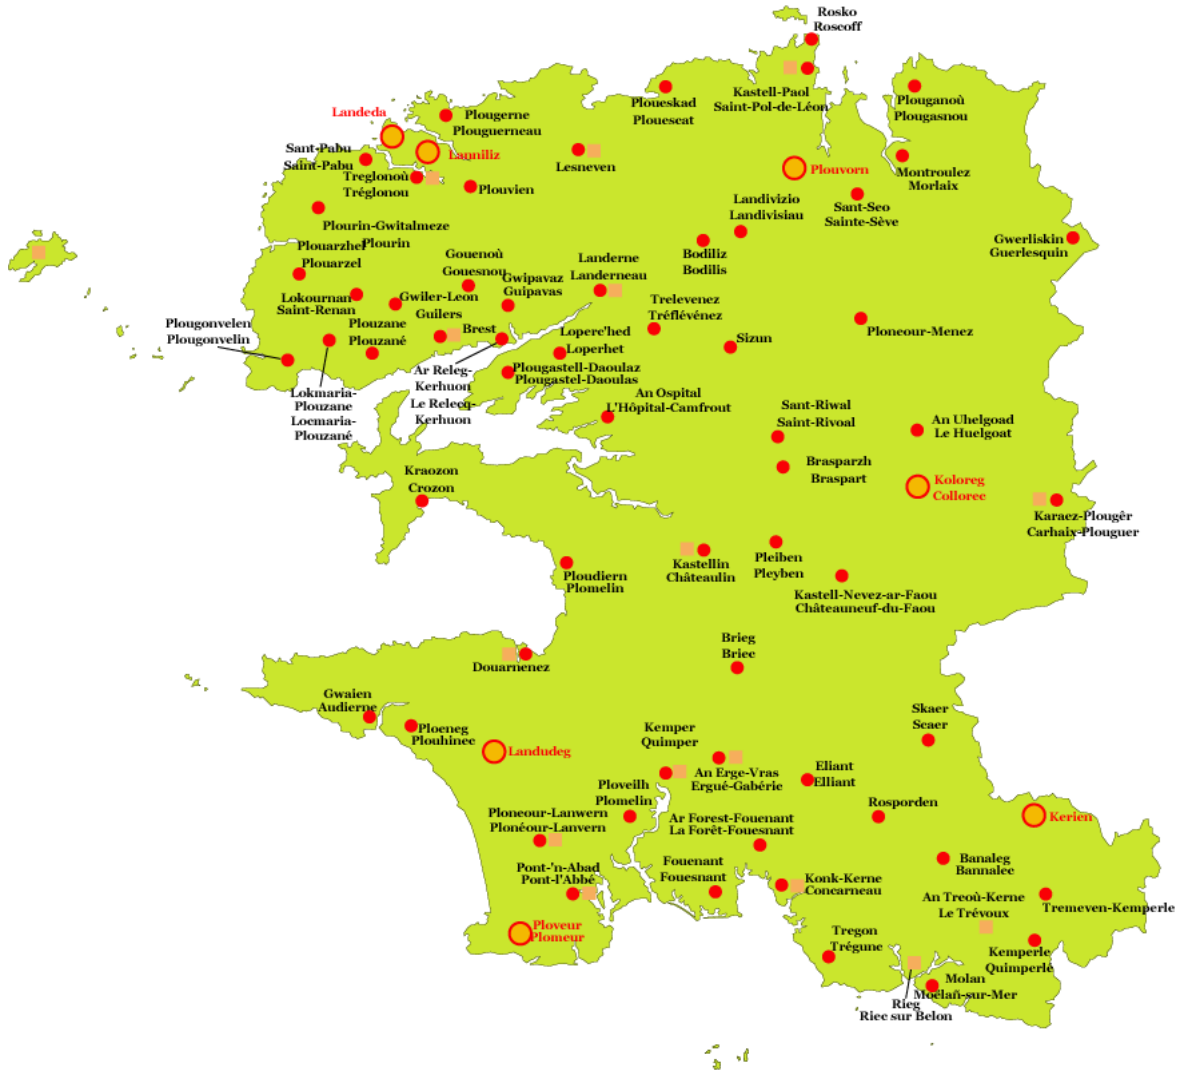 Rosko
Roscoff
Kastell-Paol
Saint-Pol-de-Léon
Ploueskad
Plouescat
Plouganoù
Plougasnou
Landeda
Plougerne
Plouguerneau
Sant-Pabu
Saint-Pabu
Lanniliz
Lesneven
Treglonoù
Tréglonou
Plouvien
Plouvorn
Montroulez
Morlaix
Landivizio
Landivisiau
Sant-Seo
Sainte-Sève
Plourin-Gwitalmeze
Plourin
Plouarzhel
Plouarzel
Gouenoù
Gouesnou
Bodiliz
Bodilis
Gwerliskin
Guerlesquin
Landerne
Landerneau
Gwipavaz
Guipavas
Lokournan
Saint-Renan
Gwiler-Leon
Guilers
Trelevenez
Tréflévénez
Plougonvelen
Plougonvelin
Plouzane
Plouzané
Brest
Loperc'hed
Loperhet
Sizun
Ploneour-Menez
Ar Releg-
Kerhuon
Le Relecq-
Kerhuon
Plougastell-Daoulaz
Plougastel-Daoulas
Lokmaria-
Plouzane
Locmaria-
Plouzané
An Ospital
L'Hôpital-Camfrout
Sant-Riwal
Saint-Rivoal
An Uhelgoad
Le Huelgoat
Kraozon
Crozon
Brasparzh
Braspart
Koloreg
Collorec
Karaez-Plougêr
Carhaix-Plouguer
Ploudiern
Plomelin
Kastellin
Châteaulin
Pleiben
Pleyben
Kastell-Nevez-ar-Faou
Châteauneuf-du-Faou
Douarnenez
Brieg
Briec
Gwaien
Audierne
Ploeneg
Plouhinec
Landudeg
Kemper
Quimper
An Erge-Vras
Ergué-Gabérie
Skaer
Scaer
Eliant
Elliant
Ploveilh
Plomelin
Rosporden
Kerien
Ploneour-Lanwern
Plonéour-Lanvern
Ar Forest-Fouenant
La Forêt-Fouesnant
Pont-'n-Abad
Pont-l'Abbé
Fouenant
Fouesnant
Konk-Kerne
Concarneau
Banaleg
Bannalec
An Treoù-Kerne
Le Trévoux
Tremeven-Kemperle
Ploveur
Plomeur
Tregon
Trégunc
Kemperle
Quimperlé
Molan
Moëlañ-sur-Mer
Rieg
Riec sur Belon